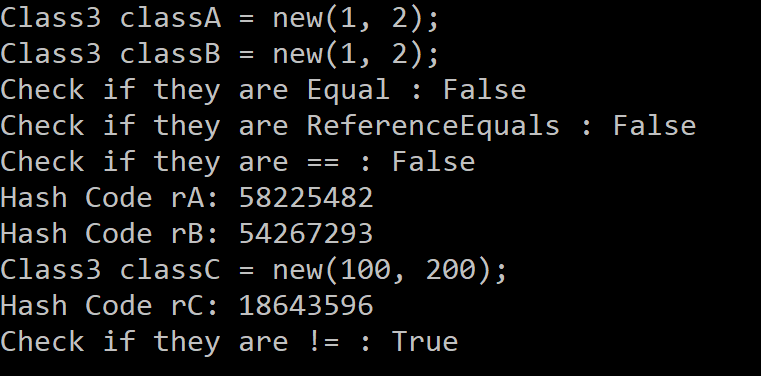 Class3 classA = new(1, 2);
Class3 classB = new(1, 2);
Check if they are Equal : False
Check if they are ReferenceEquals : False
Check if they are == : False
Hash Code rA: 58225482
Hash Code rB: 54267293
Class3 classC = new(100, 200);
Hash Code rC: 18643596
Check if they are != : True